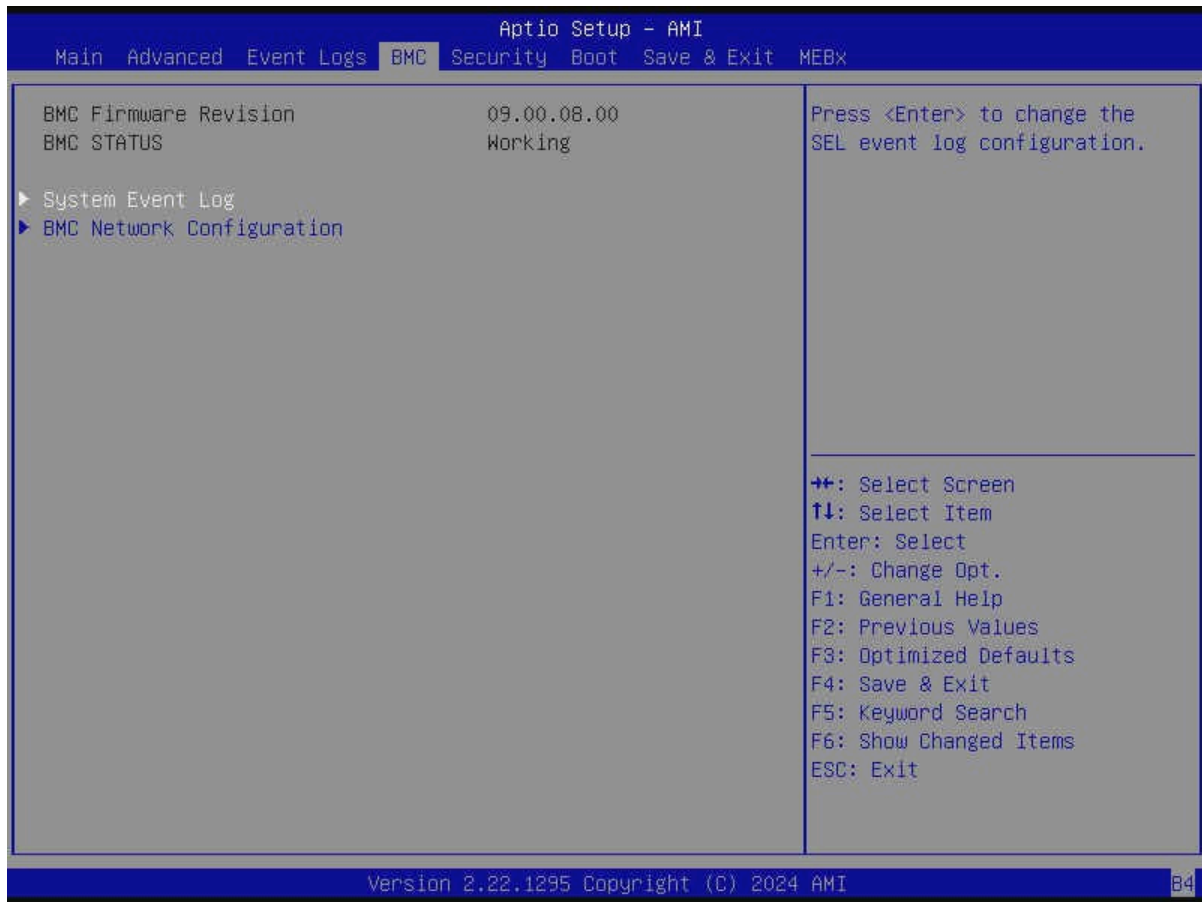 Aptio Setup – AMI
Main Advanced Event Logs BMC Security Boot Save & Exit MEBx
BMC Firmware Revision 09.00.08.00
BMC STATUS Working
▶ System Event Log
▶ BMC Network Configuration
Press <Enter> to change the
SEL event log configuration.
→←: Select Screen
↑↓: Select Item
Enter: Select
+/-: Change Opt.
F1: General Help
F2: Previous Values
F3: Optimized Defaults
F4: Save & Exit
F5: Keyword Search
F6: Show Changed Items
ESC: Exit
Version 2.22.1295 Copyright (C) 2024 AMI
B4